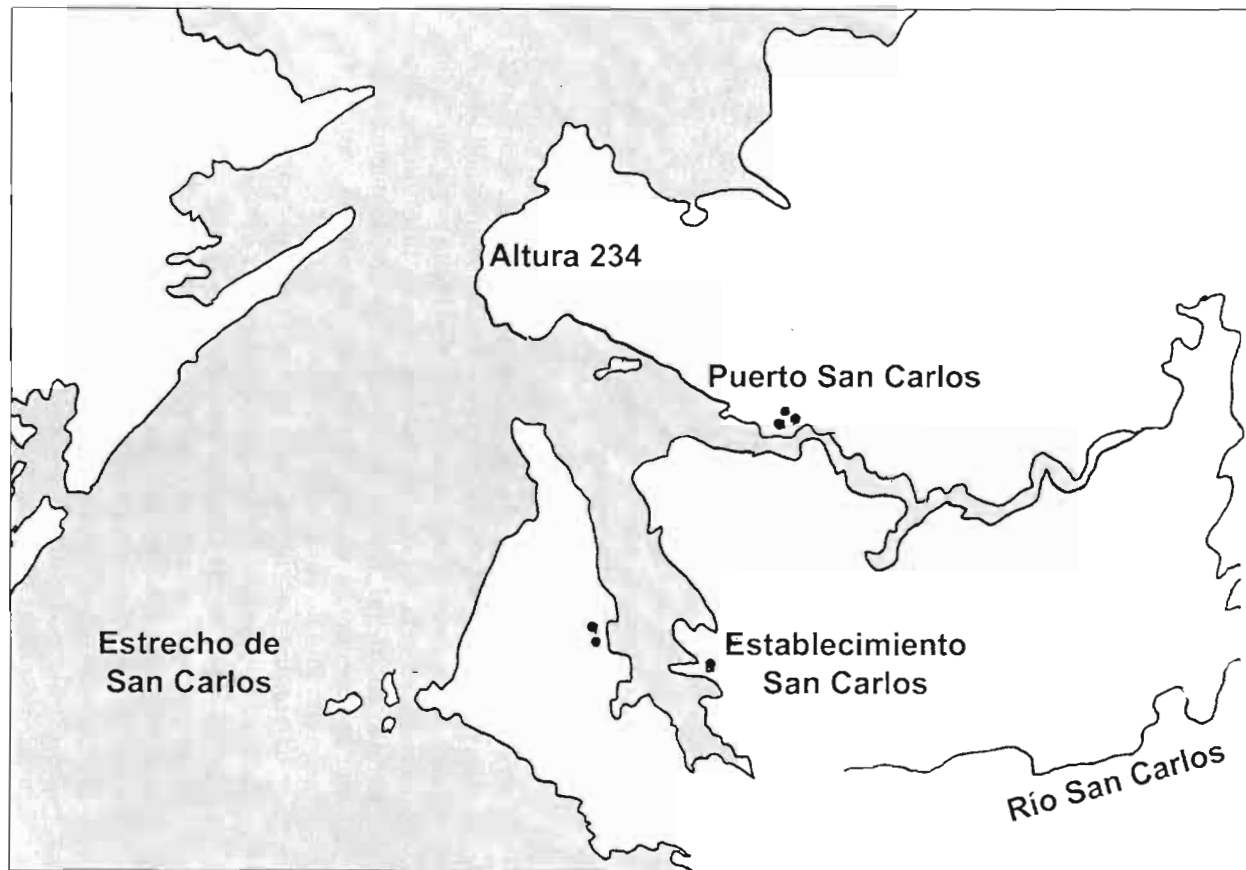 Altura 234
Puerto San Carlos
Estrecho de
San Carlos
Establecimiento
San Carlos
Río San Carlos